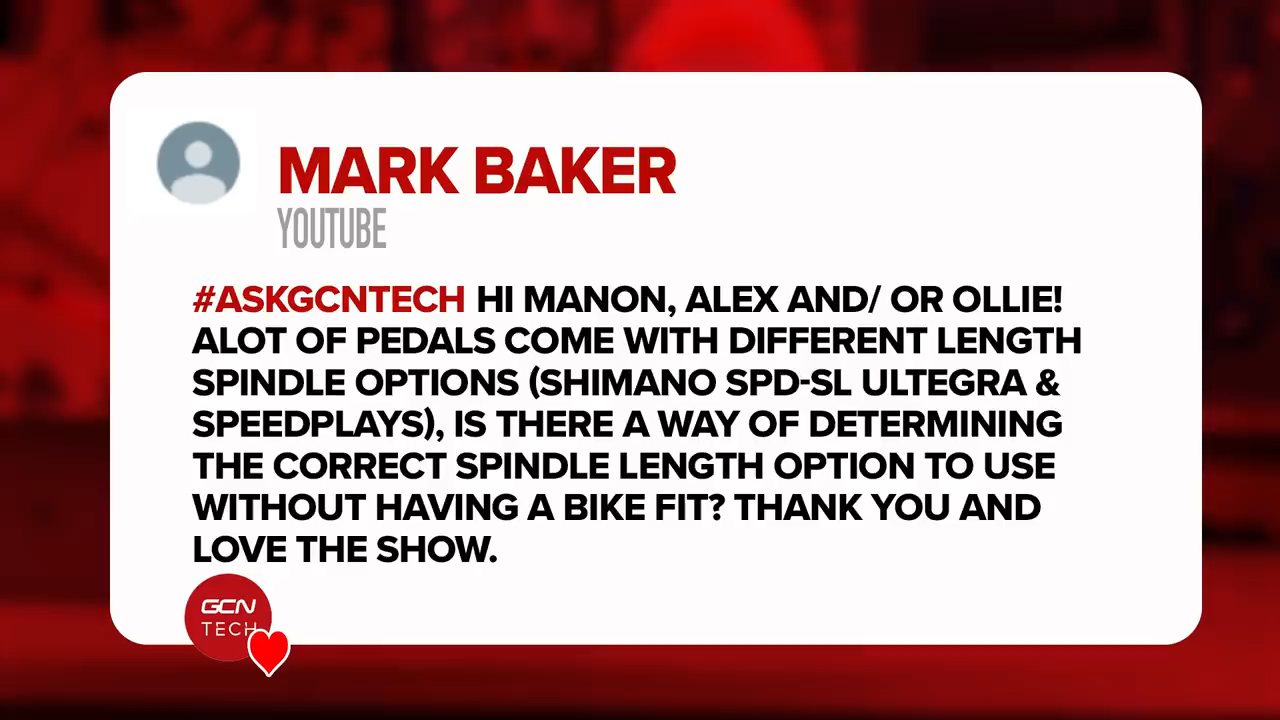 MARK BAKER
YOUTUBE
#ASKGCNTECH HI MANON, ALEX AND/ OR OLLIE!
ALOT OF PEDALS COME WITH DIFFERENT LENGTH
SPINDLE OPTIONS (SHIMANO SPD-SL ULTEGRA &
SPEEDPLAYS), IS THERE A WAY OF DETERMINING
THE CORRECT SPINDLE LENGTH OPTION TO USE
WITHOUT HAVING A BIKE FIT? THANK YOU AND
LOVE THE SHOW.
GCN
TECH